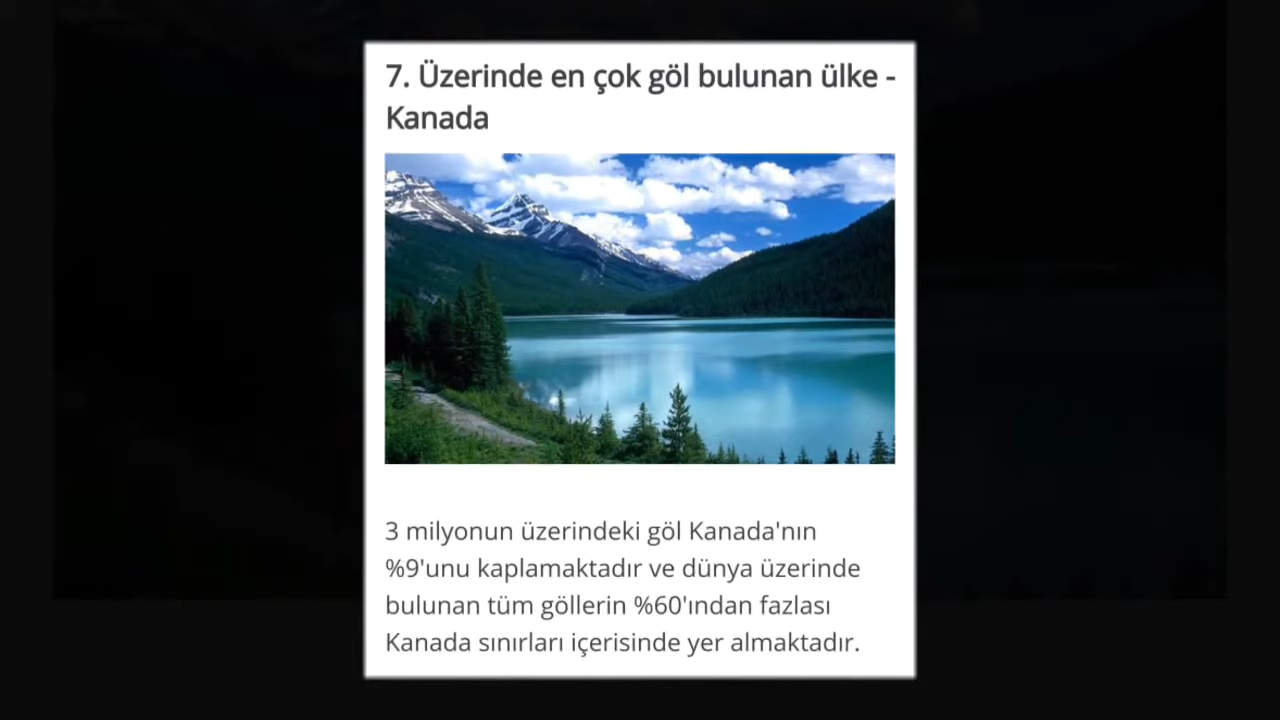 7. Üzerinde en çok göl bulunan ülke -
Kanada
3 milyonun üzerindeki göl Kanada'nın
%9'unu kaplamaktadır ve dünya üzerinde
bulunan tüm göllerin %60'ından fazlası
Kanada sınırları içerisinde yer almaktadır.